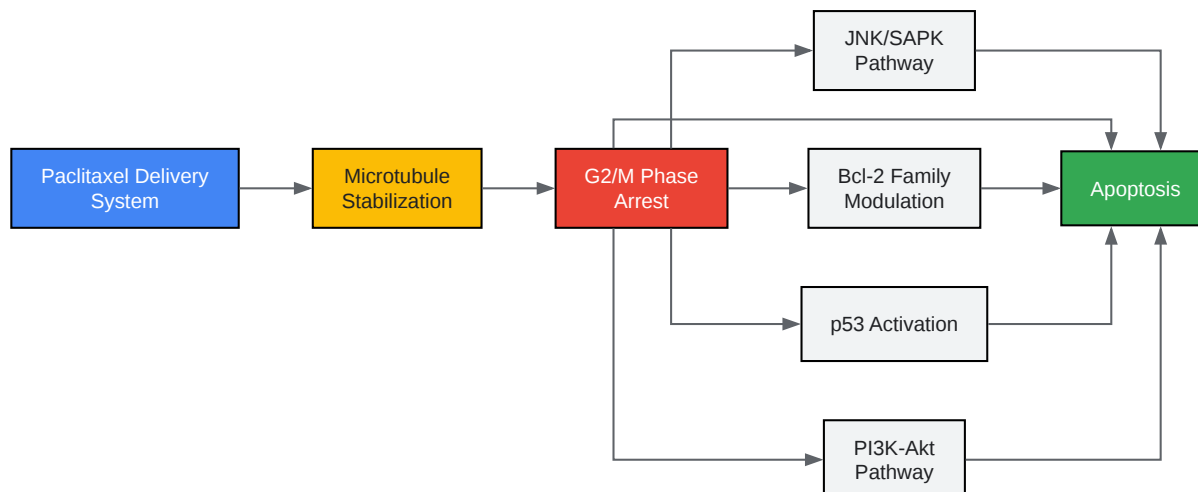 JNK/SAPK
Pathway
Paclitaxel Delivery
System
Microtubule
Stabilization
G2/M Phase
Arrest
Bcl-2 Family
Modulation
Apoptosis
p53 Activation
PI3K-Akt
Pathway